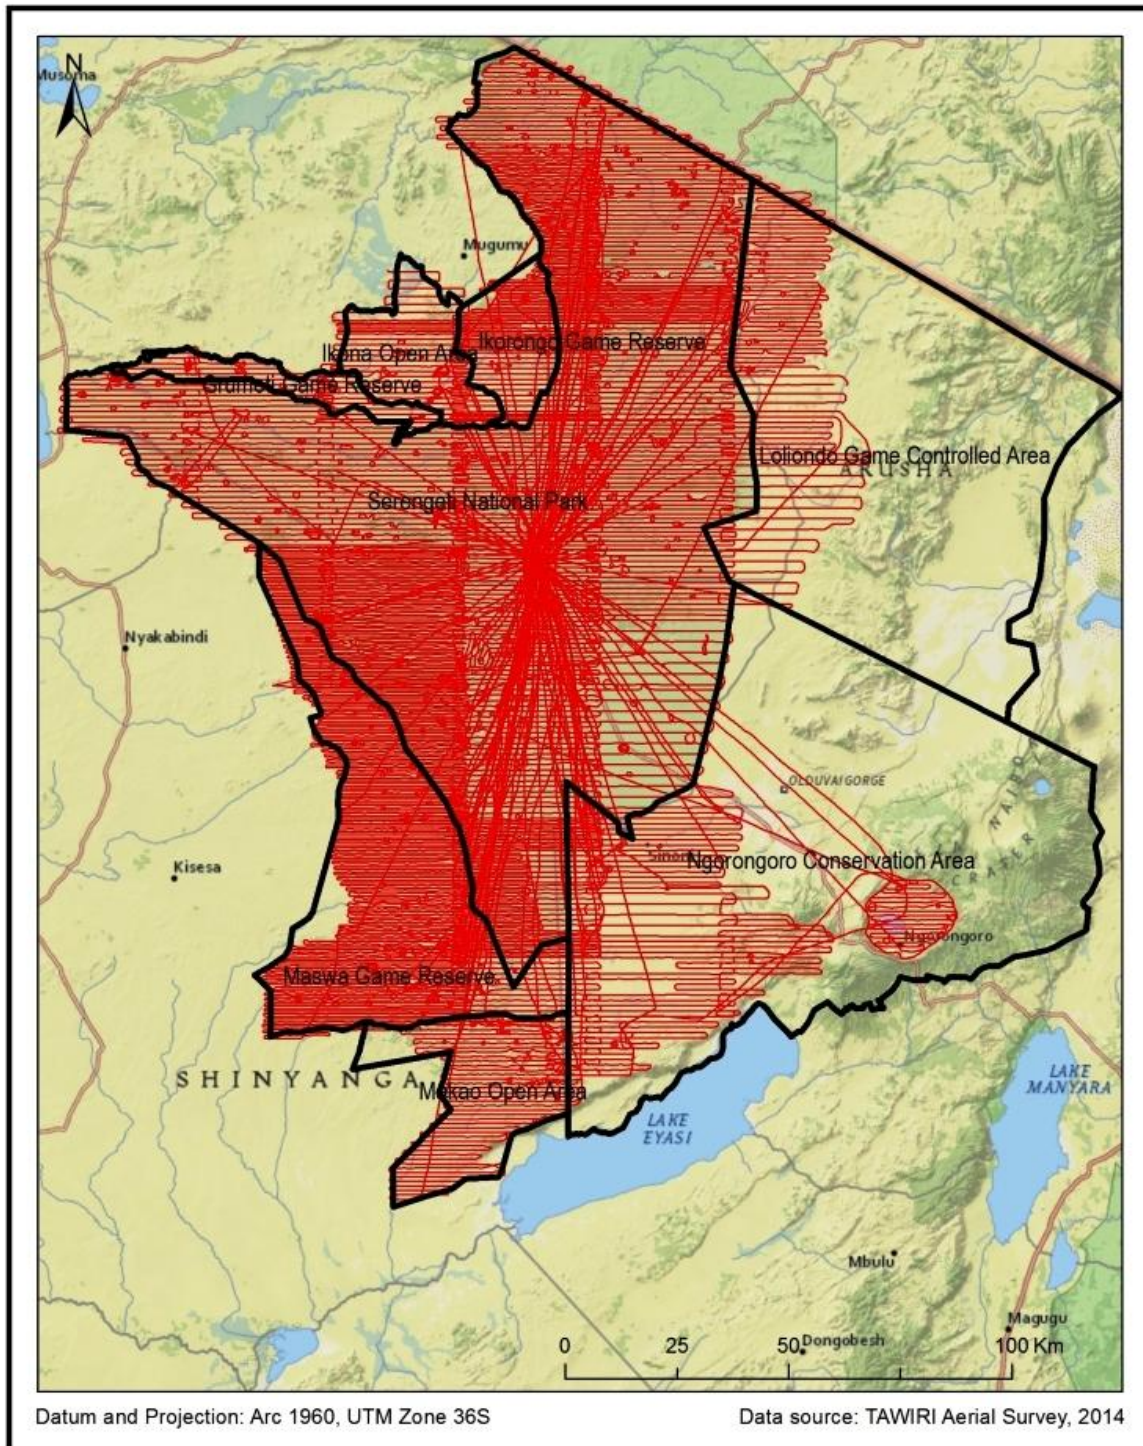 Musoma
N
Mugumu
Ikorongo Game Reserve
Ikona Open Area
Grumeti Game Reserve
Loliondo Game Controlled Area
ARUSHA
Serengeti National Park
Nyakabindi
OLDUVAI GORGE
Ngorongoro Conservation Area
Kisesa
CRATER
Ngorongoro
Maswa Game Reserve
SHINYANGA
Makao Open Area
LAKE
EYASI
LAKE
MANYARA
Mbulu
Magugu
Dongobesh
0 25 50 100 Km
Datum and Projection: Arc 1960, UTM Zone 36S
Data source: TAWIRI Aerial Survey, 2014